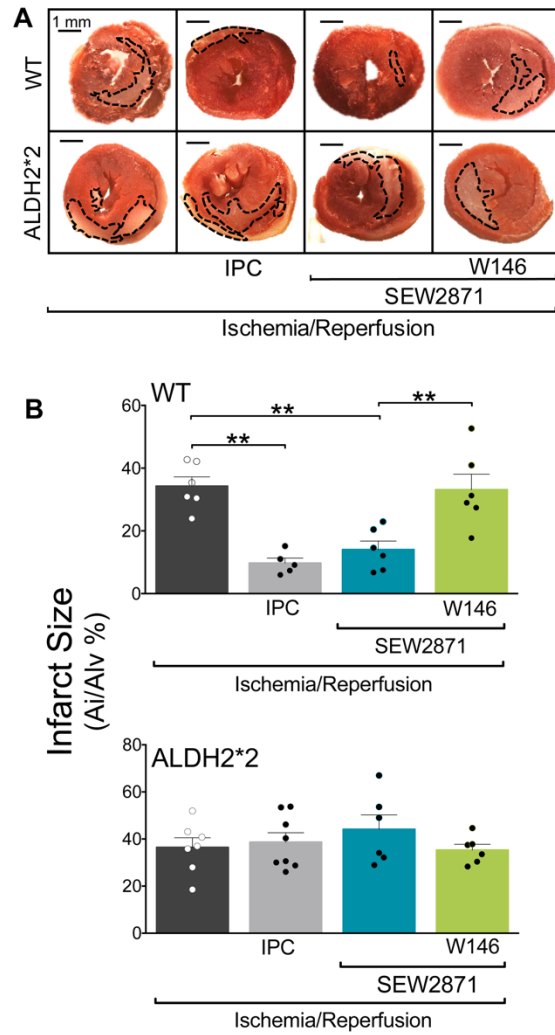 A
1 mm
WT
ALDH2*2
IPC
W146
SEW2871
Ischemia/Reperfusion
B
WT
Infarct Size
(Ai/Alv %)
60
40
20
0
**
**
**
IPC
W146
SEW2871
Ischemia/Reperfusion
ALDH2*2
80
60
40
20
0
IPC
W146
SEW2871
Ischemia/Reperfusion